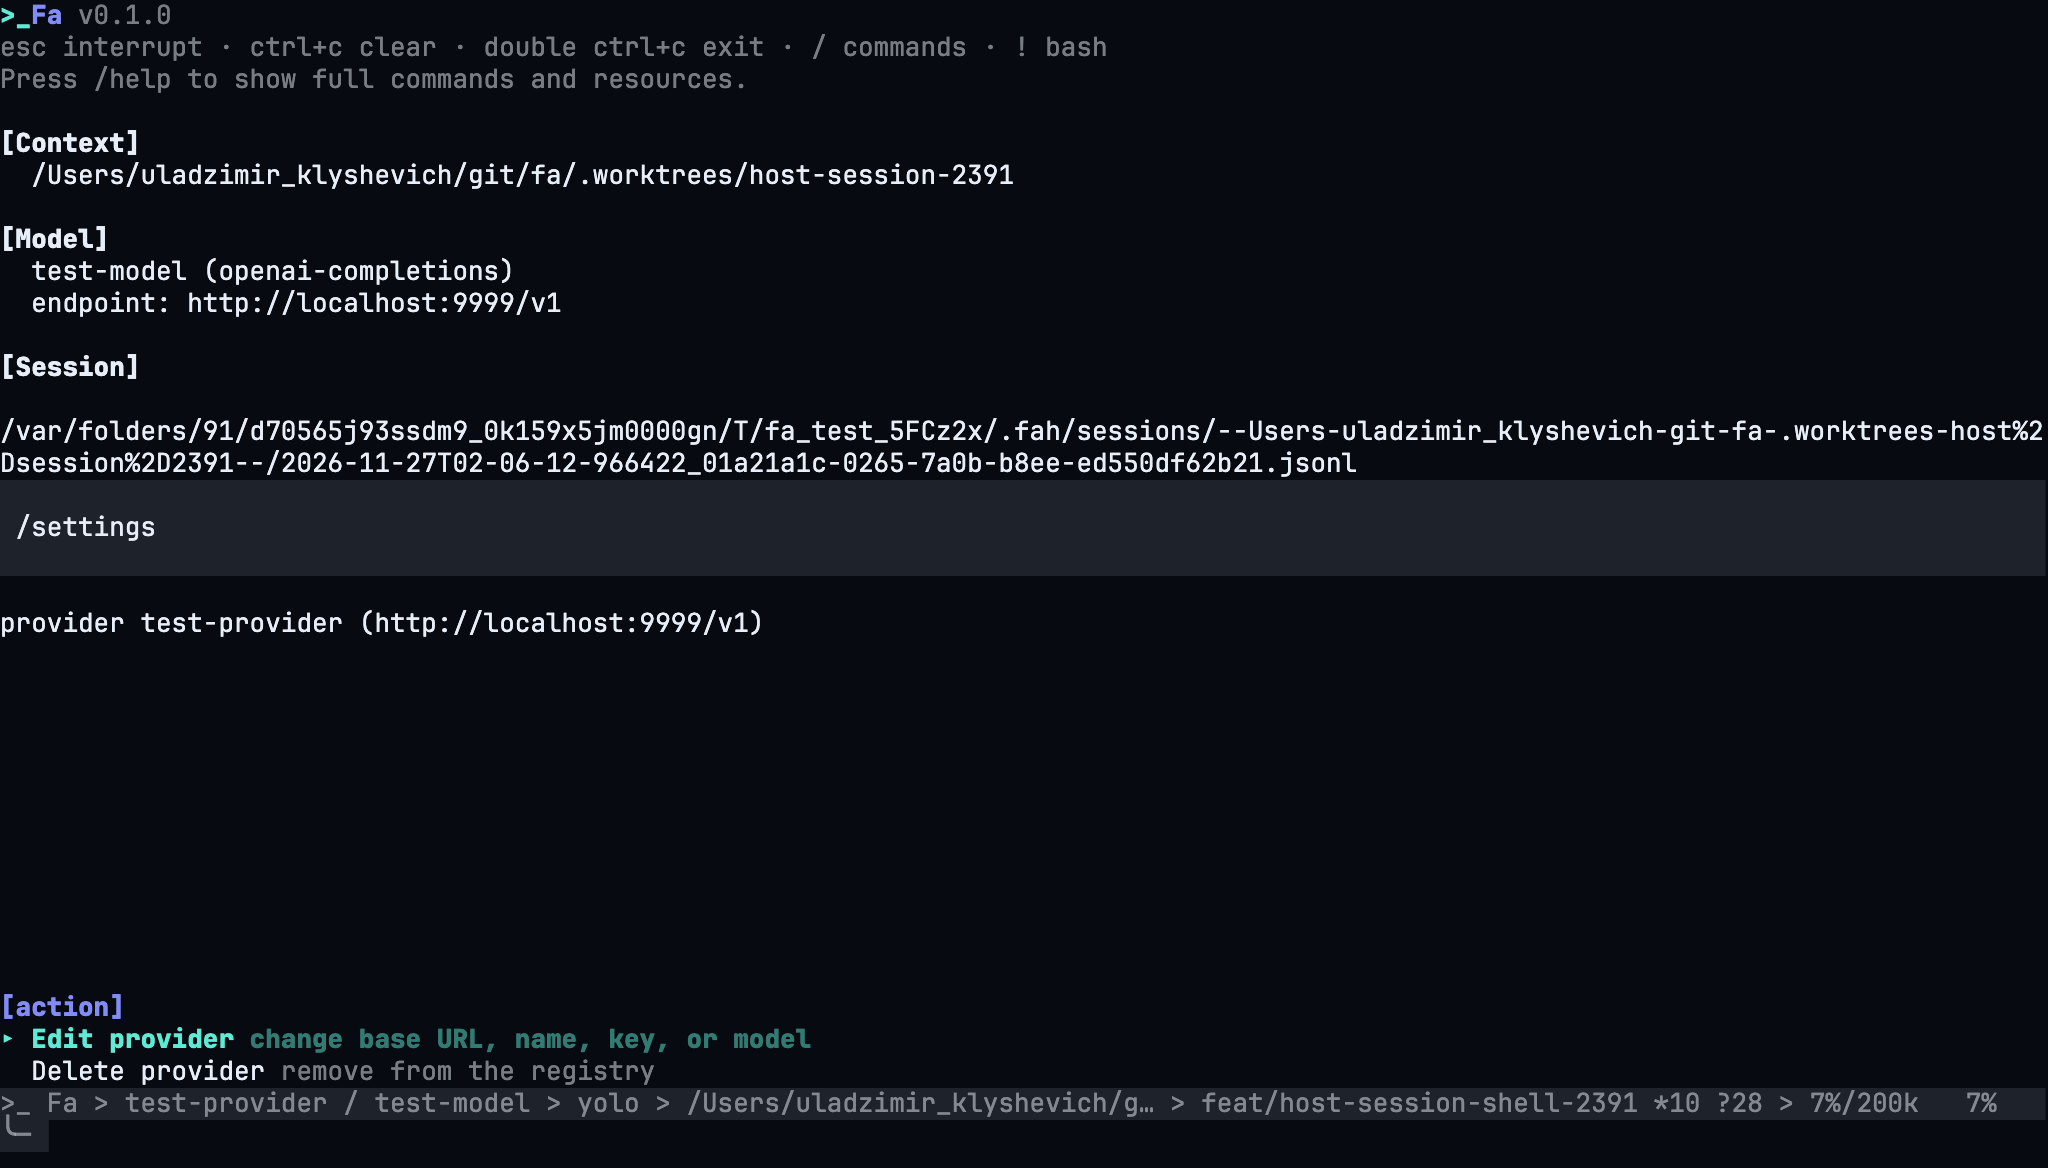 >_Fa v0.1.0
esc interrupt · ctrl+c clear · double ctrl+c exit · / commands · ! bash
Press /help to show full commands and resources.
[Context]
/Users/uladzimir_klyshevich/git/fa/.worktrees/host-session-2391
[Model]
test-model (openai-completions)
endpoint: http://localhost:9999/v1
[Session]
/var/folders/91/d70565j93ssdm9_0k159x5jm0000gn/T/fa_test_5FCz2x/.fah/sessions/--Users-uladzimir_klyshevich-git-fa-.worktrees-host%2
Dsession%2D2391--/2026-11-27T02-06-12-966422_01a21a1c-0265-7a0b-b8ee-ed550df62b21.jsonl
/settings
provider test-provider (http://localhost:9999/v1)
[action]
▸ Edit provider change base URL, name, key, or model
Delete provider remove from the registry
>_ Fa > test-provider / test-model > yolo > /Users/uladzimir_klyshevich/g… > feat/host-session-shell-2391 *10 ?28 > 7%/200k 7%